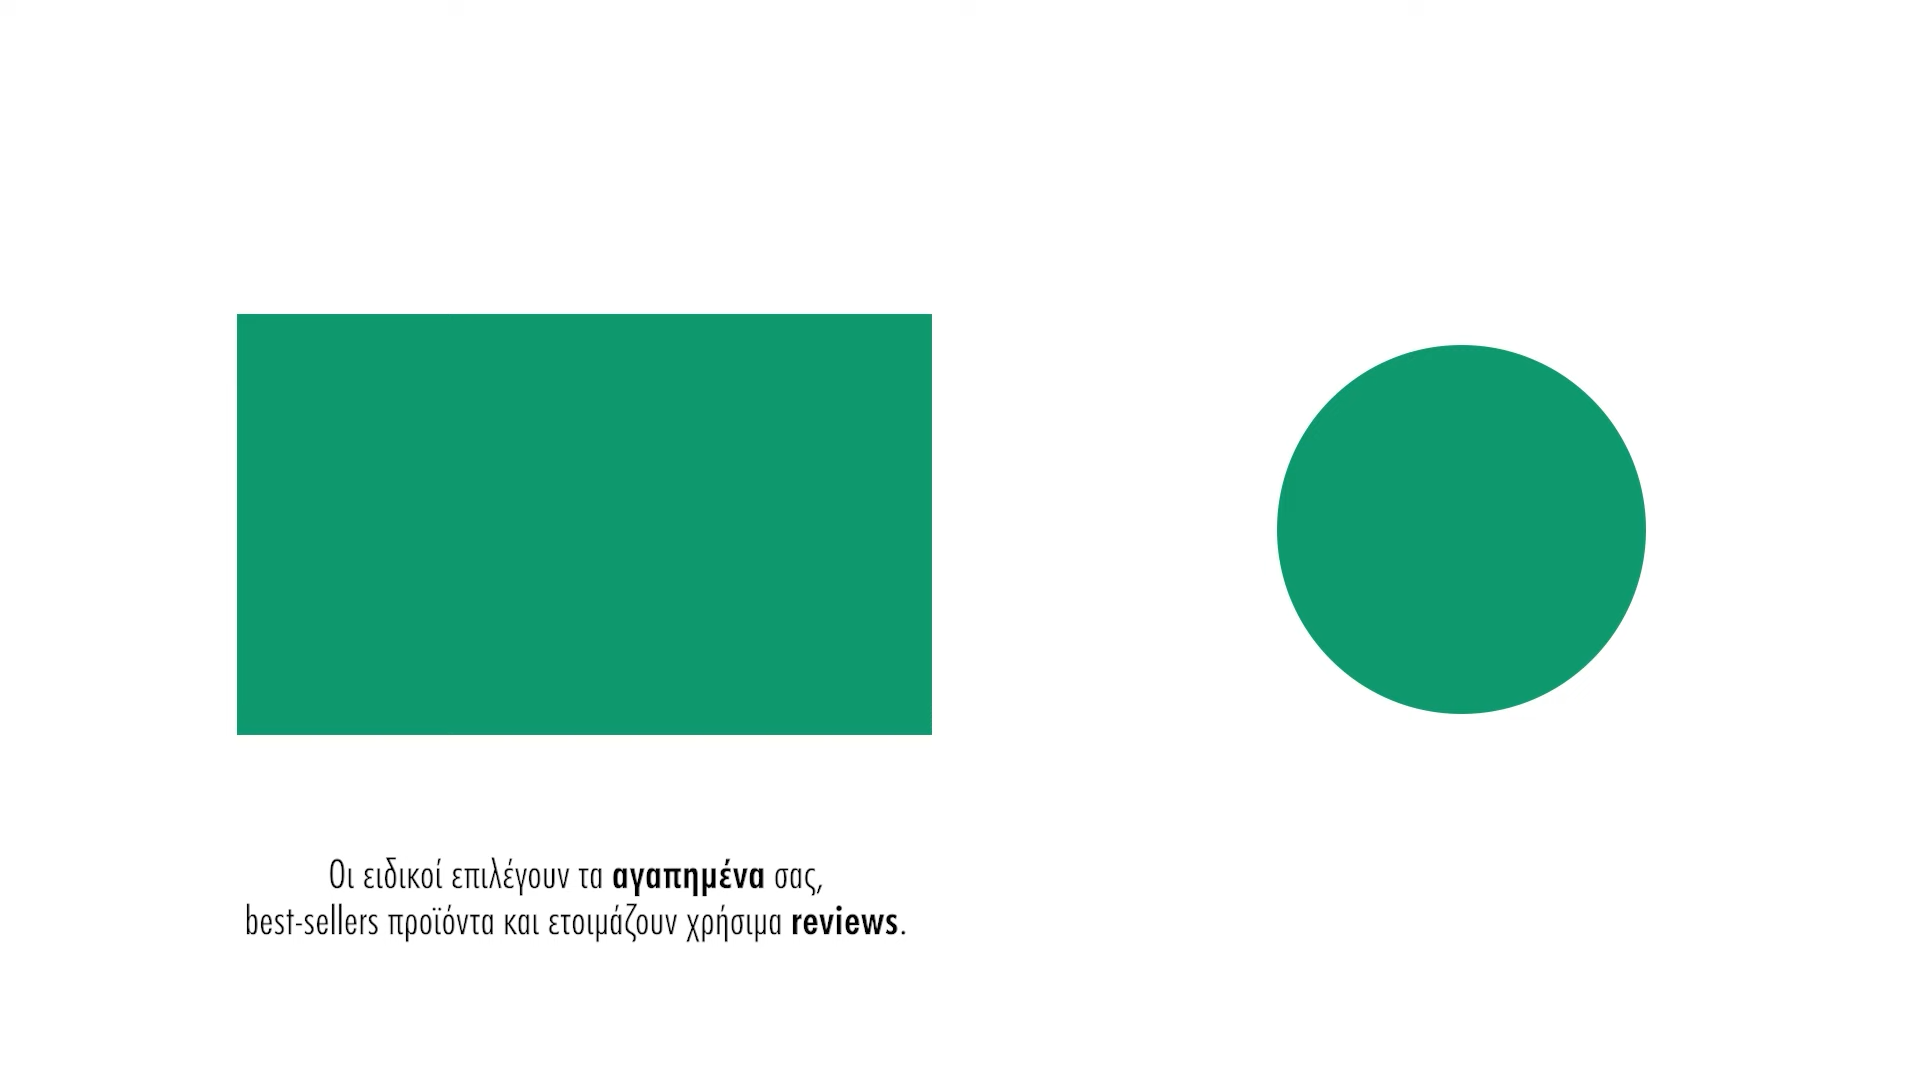 Οι ειδικοί επιλέγουν τα αγαπημένα σας,
best-sellers προϊόντα και ετοιμάζουν χρήσιμα reviews.